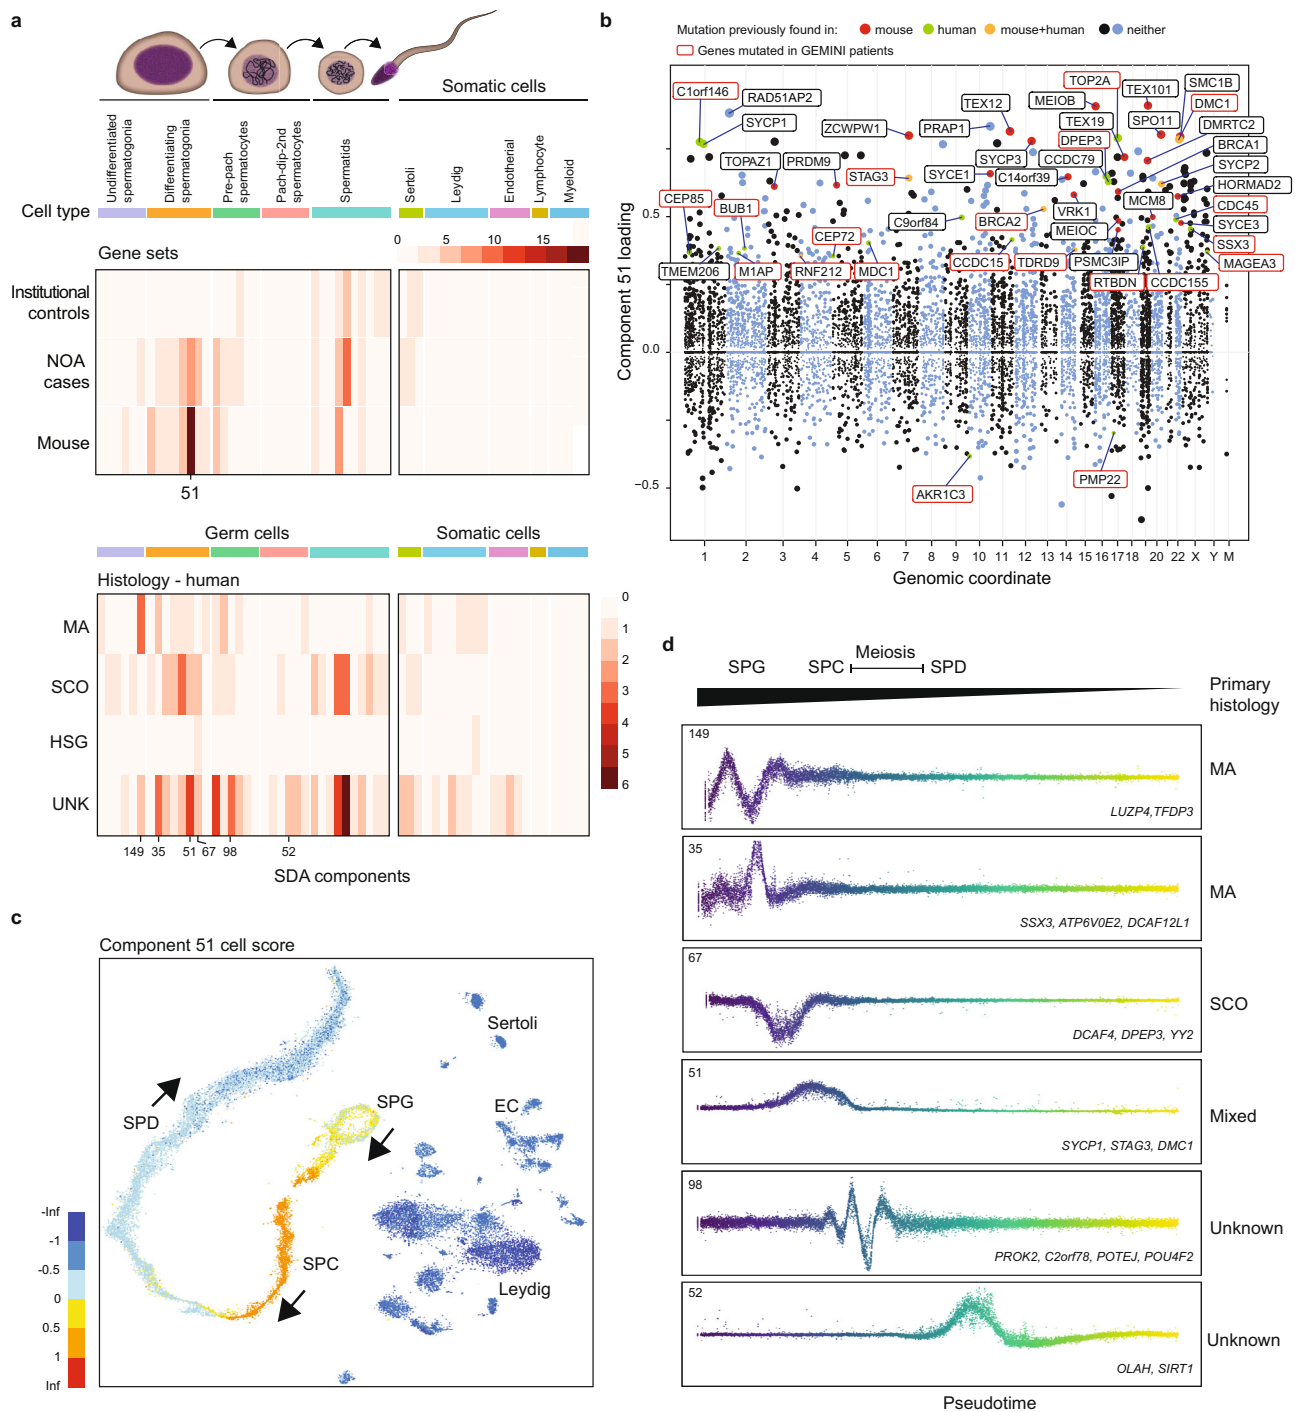 a
Somatic cells
Undifferentiated spermatogonia
Differentiating spermatogonia
Pre-pach spermatocytes
Pach-dip-2nd spermatocytes
Spermatids
Sertoli
Leydig
Endotherial
Lymphocyte
Myeloid
Cell type
0 5 10 15
Gene sets
Institutional controls
NOA cases
Mouse
51
Germ cells
Somatic cells
Histology - human
MA
SCO
HSG
UNK
0
1
2
3
4
5
6
149 35 51 67 98 52
SDA components
b
Mutation previously found in: mouse human mouse+human neither
Genes mutated in GEMINI patients
C1orf146
RAD51AP2
SYCP1
TEX12
MEIOB
TOP2A
TEX101
SMC1B
DMC1
ZCWPW1
PRAP1
TEX19
SPO11
DMRTC2
DPEP3
BRCA1
TOPAZ1
PRDM9
SYCP3
CCDC79
SYCP2
STAG3
SYCE1
C14orf39
HORMAD2
CEP85
BUB1
MCM8
CDC45
C9orf84
BRCA2
VRK1
SYCE3
CEP72
MEIOC
SSX3
TMEM206
M1AP
RNF212
MDC1
CCDC15
TDRD9
PSMC3IP
MAGEA3
RTBDN
CCDC155
AKR1C3
PMP22
Component 51 loading
0.5
0.0
−0.5
1 2 3 4 5 6 7 8 9 10 11 12 13 14 15 16 17 18 20 22 X Y M
Genomic coordinate
c
Component 51 cell score
Sertoli
SPG
EC
SPD
SPC
Leydig
-Inf
-1
-0.5
0
0.5
1
Inf
d
Meiosis
SPG SPC SPD
Primary histology
149
MA
LUZP4,TFDP3
35
MA
SSX3, ATP6V0E2, DCAF12L1
67
SCO
DCAF4, DPEP3, YY2
51
Mixed
SYCP1, STAG3, DMC1
98
Unknown
PROK2, C2orf78, POTEJ, POU4F2
52
Unknown
OLAH, SIRT1
Pseudotime